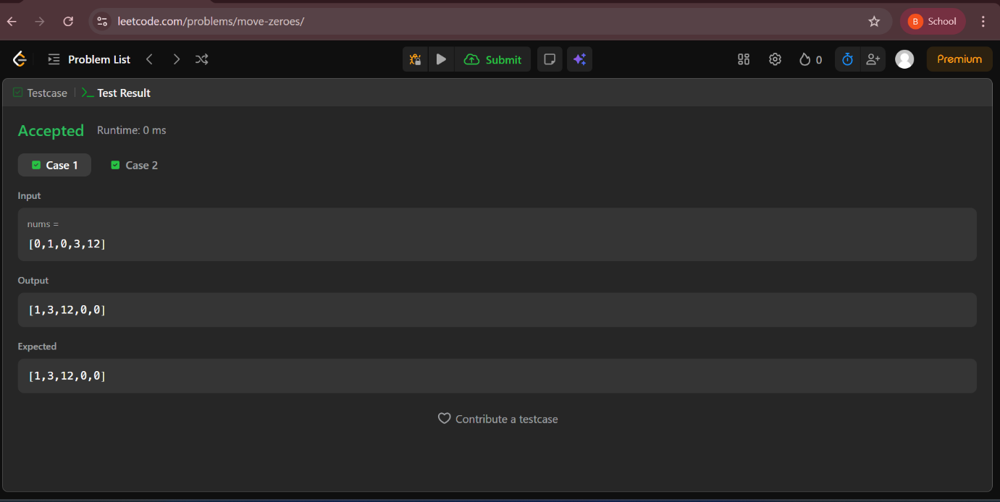 leetcode.com/problems/move-zeroes/
B School
Problem List
Submit
0
Premium
Testcase
Test Result
Accepted Runtime: 0 ms
Case 1 Case 2
Input
nums =
[0,1,0,3,12]
Output
[1,3,12,0,0]
Expected
[1,3,12,0,0]
Contribute a testcase